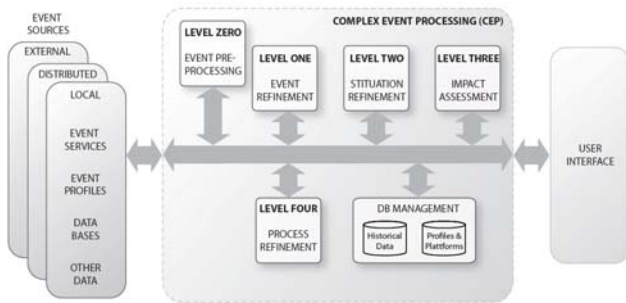 EVENT
SOURCES
EXTERNAL
DISTRIBUTED
LOCAL
EVENT
SERVICES
EVENT
PROFILES
DATA
BASES
OTHER
DATA
COMPLEX EVENT PROCESSING (CEP)
LEVEL ZERO
EVENT PRE-
PROCESSING
LEVEL ONE
EVENT
REFINEMENT
LEVEL TWO
STITUATION
REFINEMENT
LEVEL THREE
IMPACT
ASSESSMENT
LEVEL FOUR
PROCESS
REFINEMENT
DB MANAGEMENT
Historical
Data
Profiles &
Plattforms
USER
INTERFACE